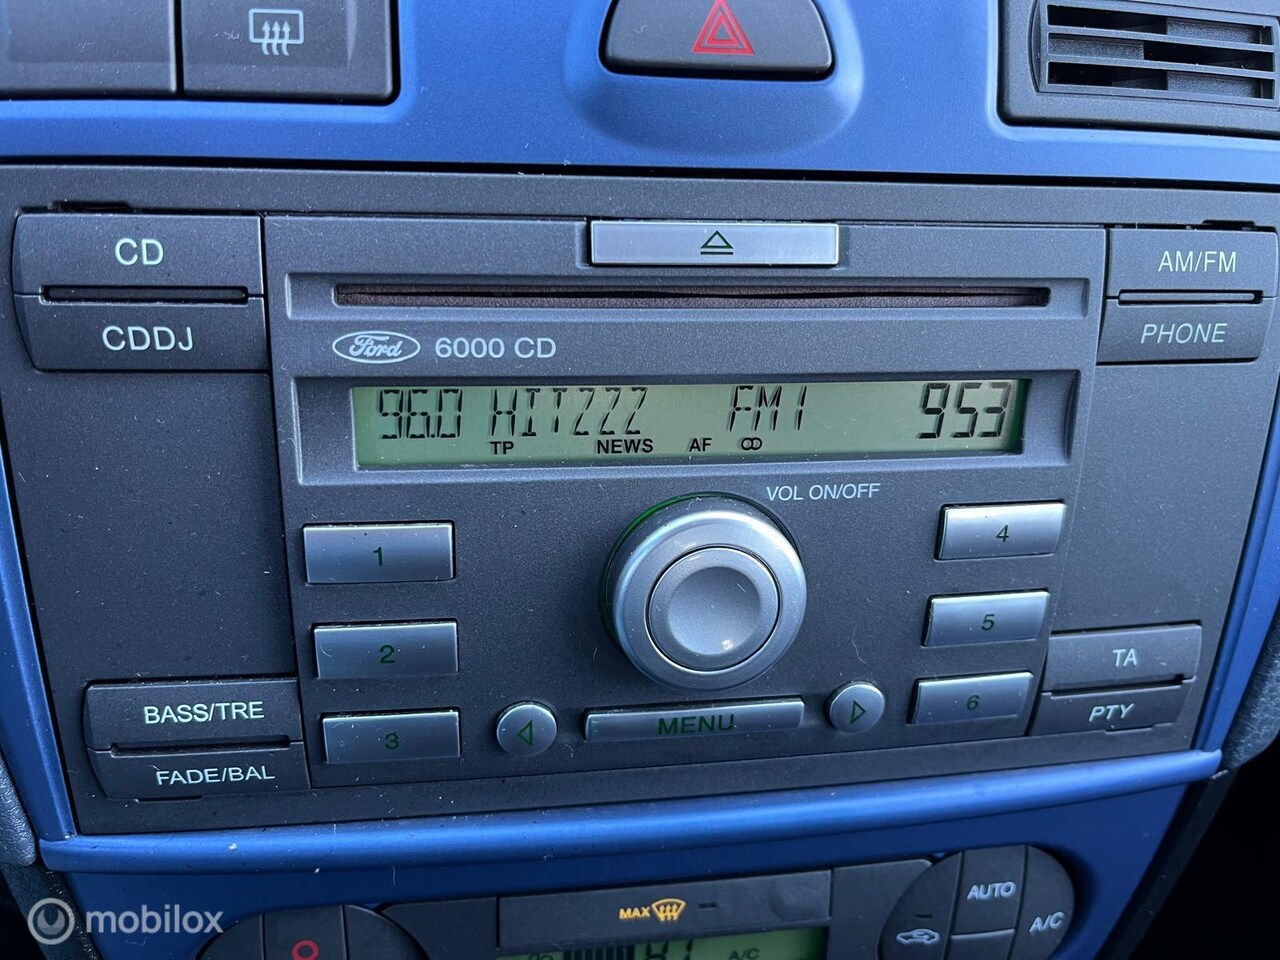 CD
CDDJ
AM/FM
PHONE
Ford 6000 CD
96.0 HITZZZ FM1 953
TP NEWS AF
VOL ON/OFF
1
2
3
4
5
6
MENU
BASS/TRE
FADE/BAL
TA
PTY
MAX
AUTO
A/C
A/C
mobilox